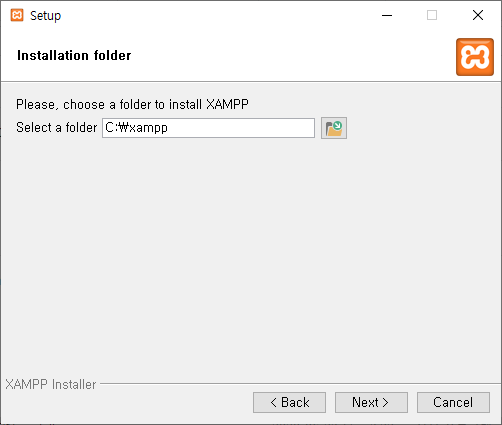 Setup
Installation folder
Please, choose a folder to install XAMPP
Select a folder C:₩xampp
XAMPP Installer
< Back Next > Cancel